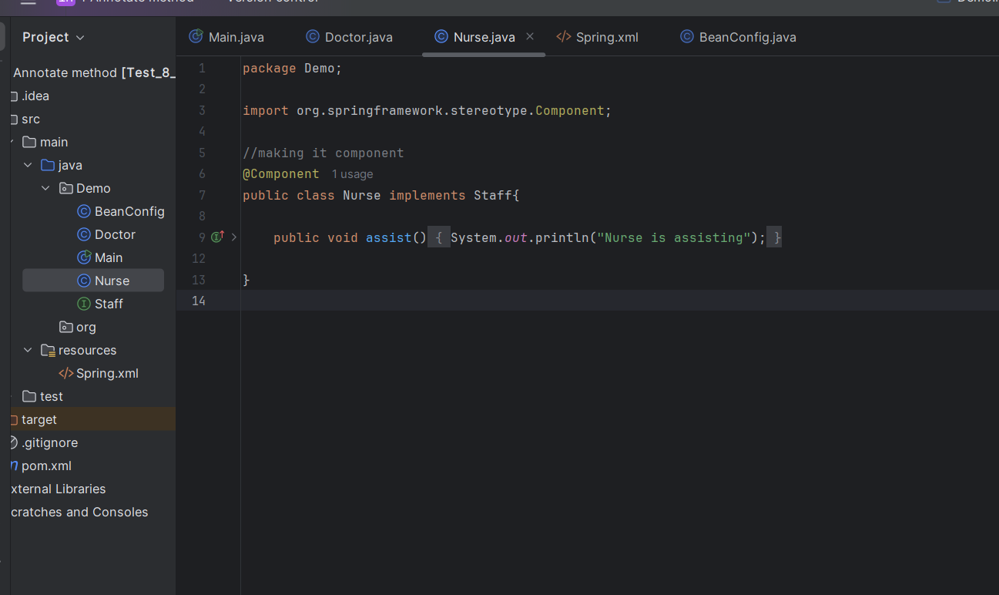 Annotate method
Version control
Project
Main.java
Doctor.java
Nurse.java
Spring.xml
BeanConfig.java
Annotate method [Test_8_
.idea
src
main
java
Demo
BeanConfig
Doctor
Main
Nurse
Staff
org
resources
Spring.xml
test
target
.gitignore
pom.xml
xternal Libraries
cratches and Consoles
1 package Demo;
2
3 import org.springframework.stereotype.Component;
4
5 //making it component
6 @Component 1 usage
7 public class Nurse implements Staff{
8
9 public void assist() { System.out.println("Nurse is assisting"); }
12
13 }
14